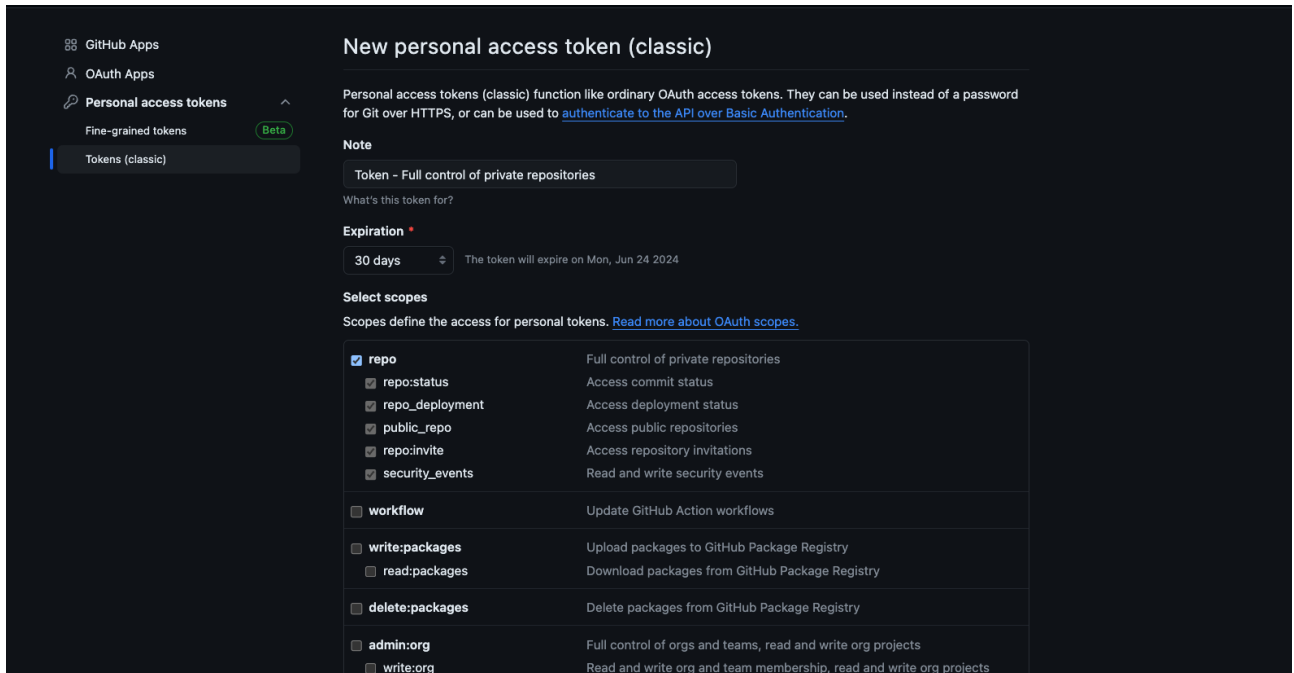 GitHub Apps
OAuth Apps
Personal access tokens
Fine-grained tokens Beta
Tokens (classic)
New personal access token (classic)
Personal access tokens (classic) function like ordinary OAuth access tokens. They can be used instead of a password
for Git over HTTPS, or can be used to authenticate to the API over Basic Authentication.
Note
Token - Full control of private repositories
What's this token for?
Expiration *
30 days The token will expire on Mon, Jun 24 2024
Select scopes
Scopes define the access for personal tokens. Read more about OAuth scopes.
repo Full control of private repositories
repo:status Access commit status
repo_deployment Access deployment status
public_repo Access public repositories
repo:invite Access repository invitations
security_events Read and write security events
workflow Update GitHub Action workflows
write:packages Upload packages to GitHub Package Registry
read:packages Download packages from GitHub Package Registry
delete:packages Delete packages from GitHub Package Registry
admin:org Full control of orgs and teams, read and write org projects
write:org Read and write org and team membership, read and write org projects